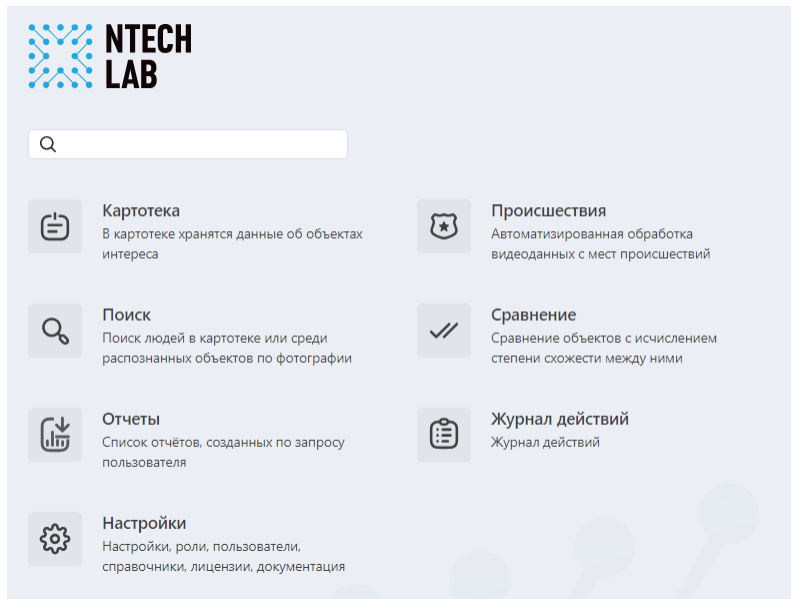 NTECH
LAB
Картотека
В картотеке хранятся данные об объектах
интереса
Происшествия
Автоматизированная обработка
видеоданных с мест происшествий
Поиск
Поиск людей в картотеке или среди
распознанных объектов по фотографии
Сравнение
Сравнение объектов с исчислением
степени схожести между ними
Отчеты
Список отчётов, созданных по запросу
пользователя
Журнал действий
Журнал действий
Настройки
Настройки, роли, пользователи,
справочники, лицензии, документация